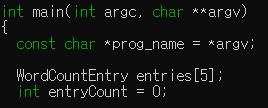 int main(int argc, char **argv)
{
  const char *prog_name = *argv;

  WordCountEntry entries[5];
  int entryCount = 0;